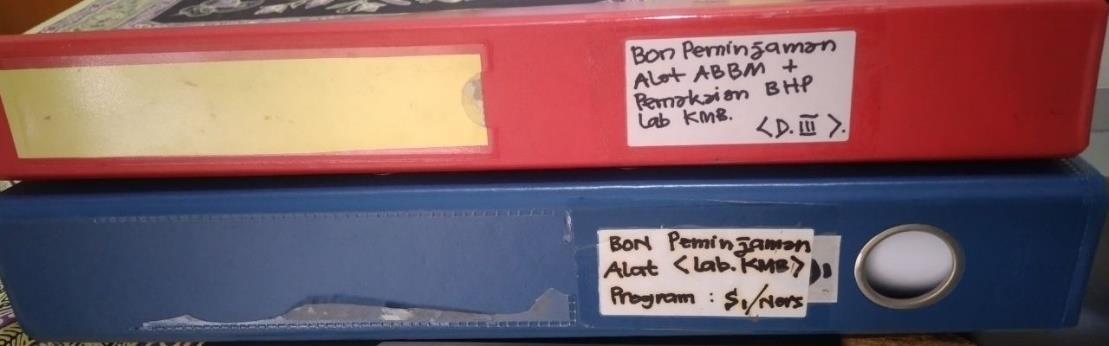 Bon Peminjaman
Alat ABBM +
Pemakaian BHP
Lab KMB.
<D.III>.
BON Peminjaman
Alat <Lab.KMB>
Program : S1/Ners